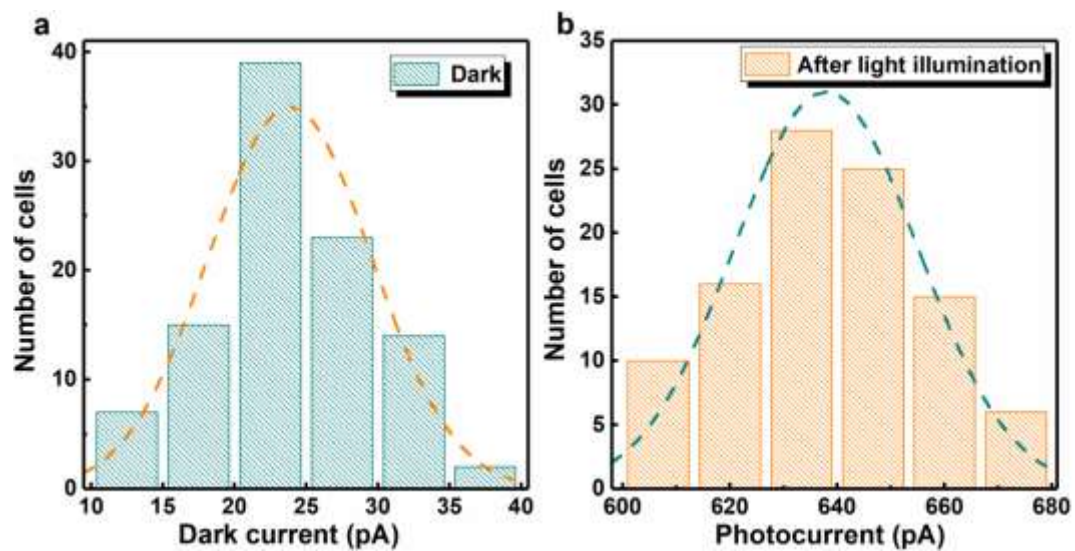 a
Dark
40
30
20
10
0
10 15 20 25 30 35 40
Number of cells
Dark current (pA)
b
After light illumination
35
30
25
20
15
10
5
0
600 620 640 660 680
Number of cells
Photocurrent (pA)